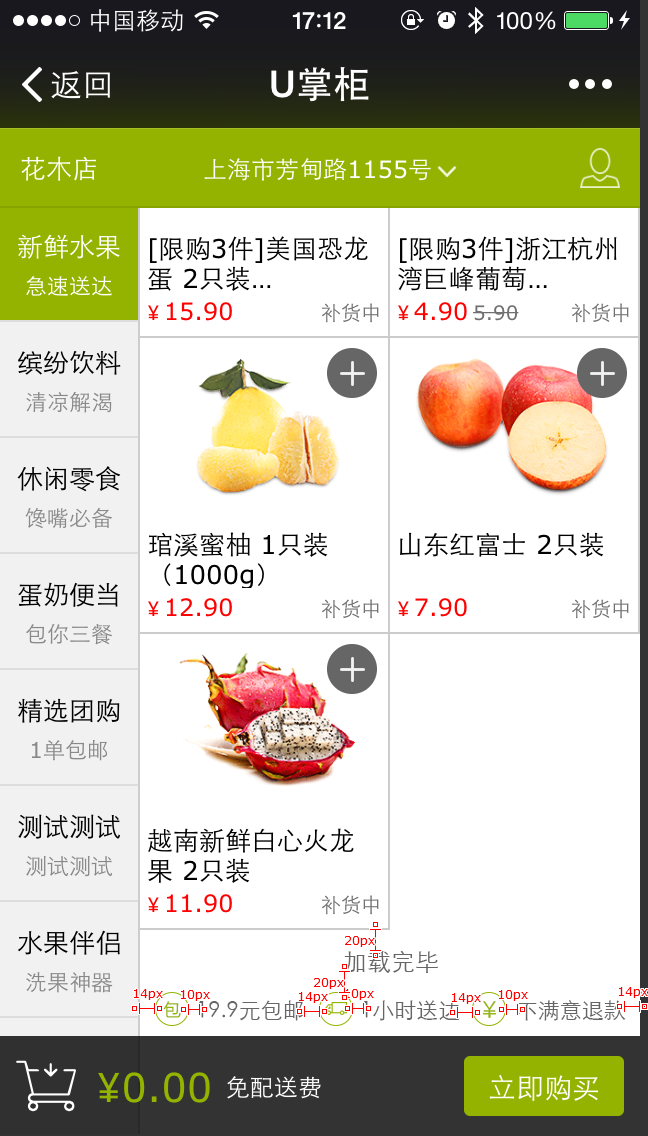 中国移动 17:12 100%
返回 U掌柜
花木店 上海市芳甸路1155号
新鲜水果
急速送达
缤纷饮料
清凉解渴
休闲零食
馋嘴必备
蛋奶便当
包你三餐
精选团购
1单包邮
测试测试
测试测试
水果伴侣
洗果神器
[限购3件]美国恐龙
蛋 2只装...
¥15.90 补货中
[限购3件]浙江杭州
湾巨峰葡萄...
¥4.90 5.90 补货中
琯溪蜜柚 1只装
（1000g）
¥12.90 补货中
山东红富士 2只装
¥7.90 补货中
越南新鲜白心火龙
果 2只装
¥11.90 补货中
20px
加载完毕
20px
14px 10px 14px 10px 14px 10px 14px
包 19.9元包邮 1小时送达 ¥ 不满意退款
¥0.00 免配送费 立即购买